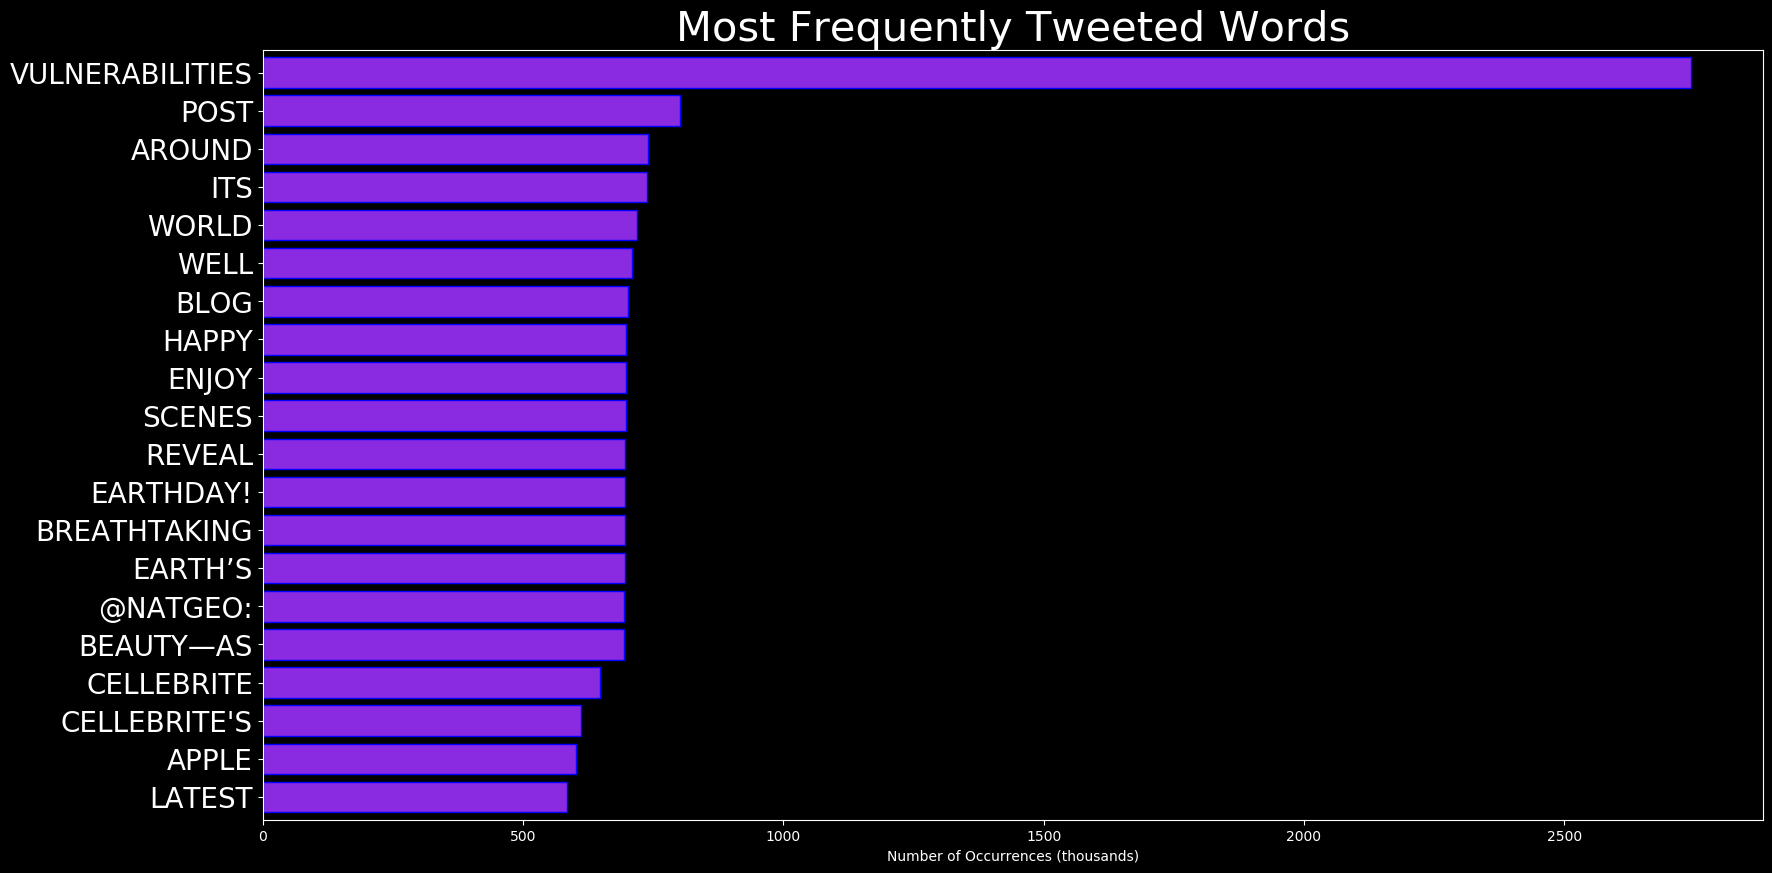 Most Frequently Tweeted Words
VULNERABILITIES
POST
AROUND
ITS
WORLD
WELL
BLOG
HAPPY
ENJOY
SCENES
REVEAL
EARTHDAY!
BREATHTAKING
EARTH’S
@NATGEO:
BEAUTY—AS
CELLEBRITE
CELLEBRITE'S
APPLE
LATEST
0 500 1000 1500 2000 2500
Number of Occurrences (thousands)